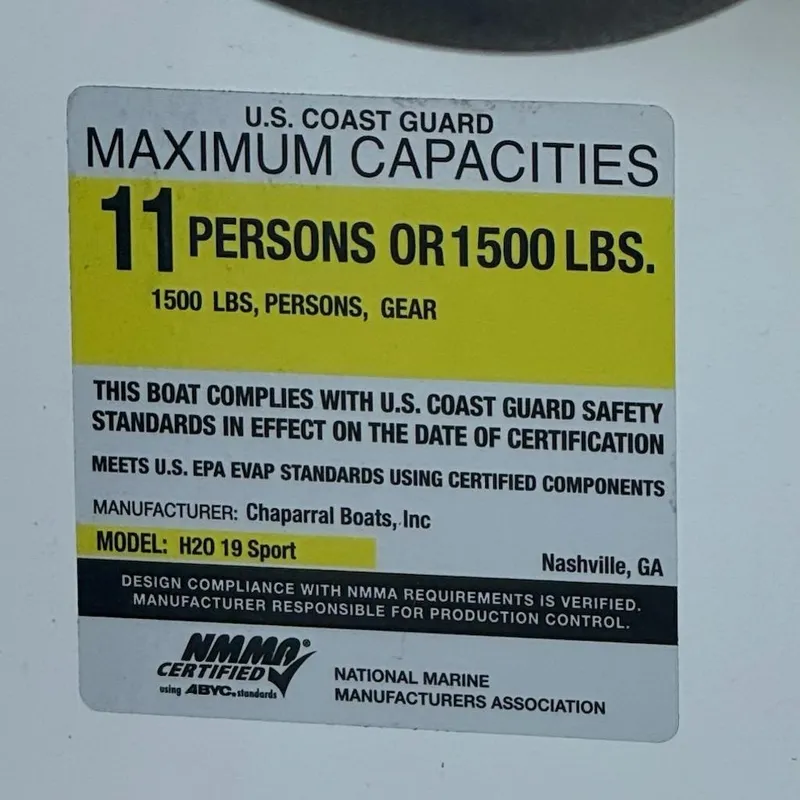 U.S. COAST GUARD
MAXIMUM CAPACITIES
11 PERSONS OR 1500 LBS.
1500 LBS, PERSONS, GEAR
THIS BOAT COMPLIES WITH U.S. COAST GUARD SAFETY
STANDARDS IN EFFECT ON THE DATE OF CERTIFICATION
MEETS U.S. EPA EVAP STANDARDS USING CERTIFIED COMPONENTS
MANUFACTURER: Chaparral Boats, Inc
MODEL: H2O 19 Sport
Nashville, GA
DESIGN COMPLIANCE WITH NMMA REQUIREMENTS IS VERIFIED.
MANUFACTURER RESPONSIBLE FOR PRODUCTION CONTROL.
NMMA®
CERTIFIED
using ABYC. standards
NATIONAL MARINE
MANUFACTURERS ASSOCIATION